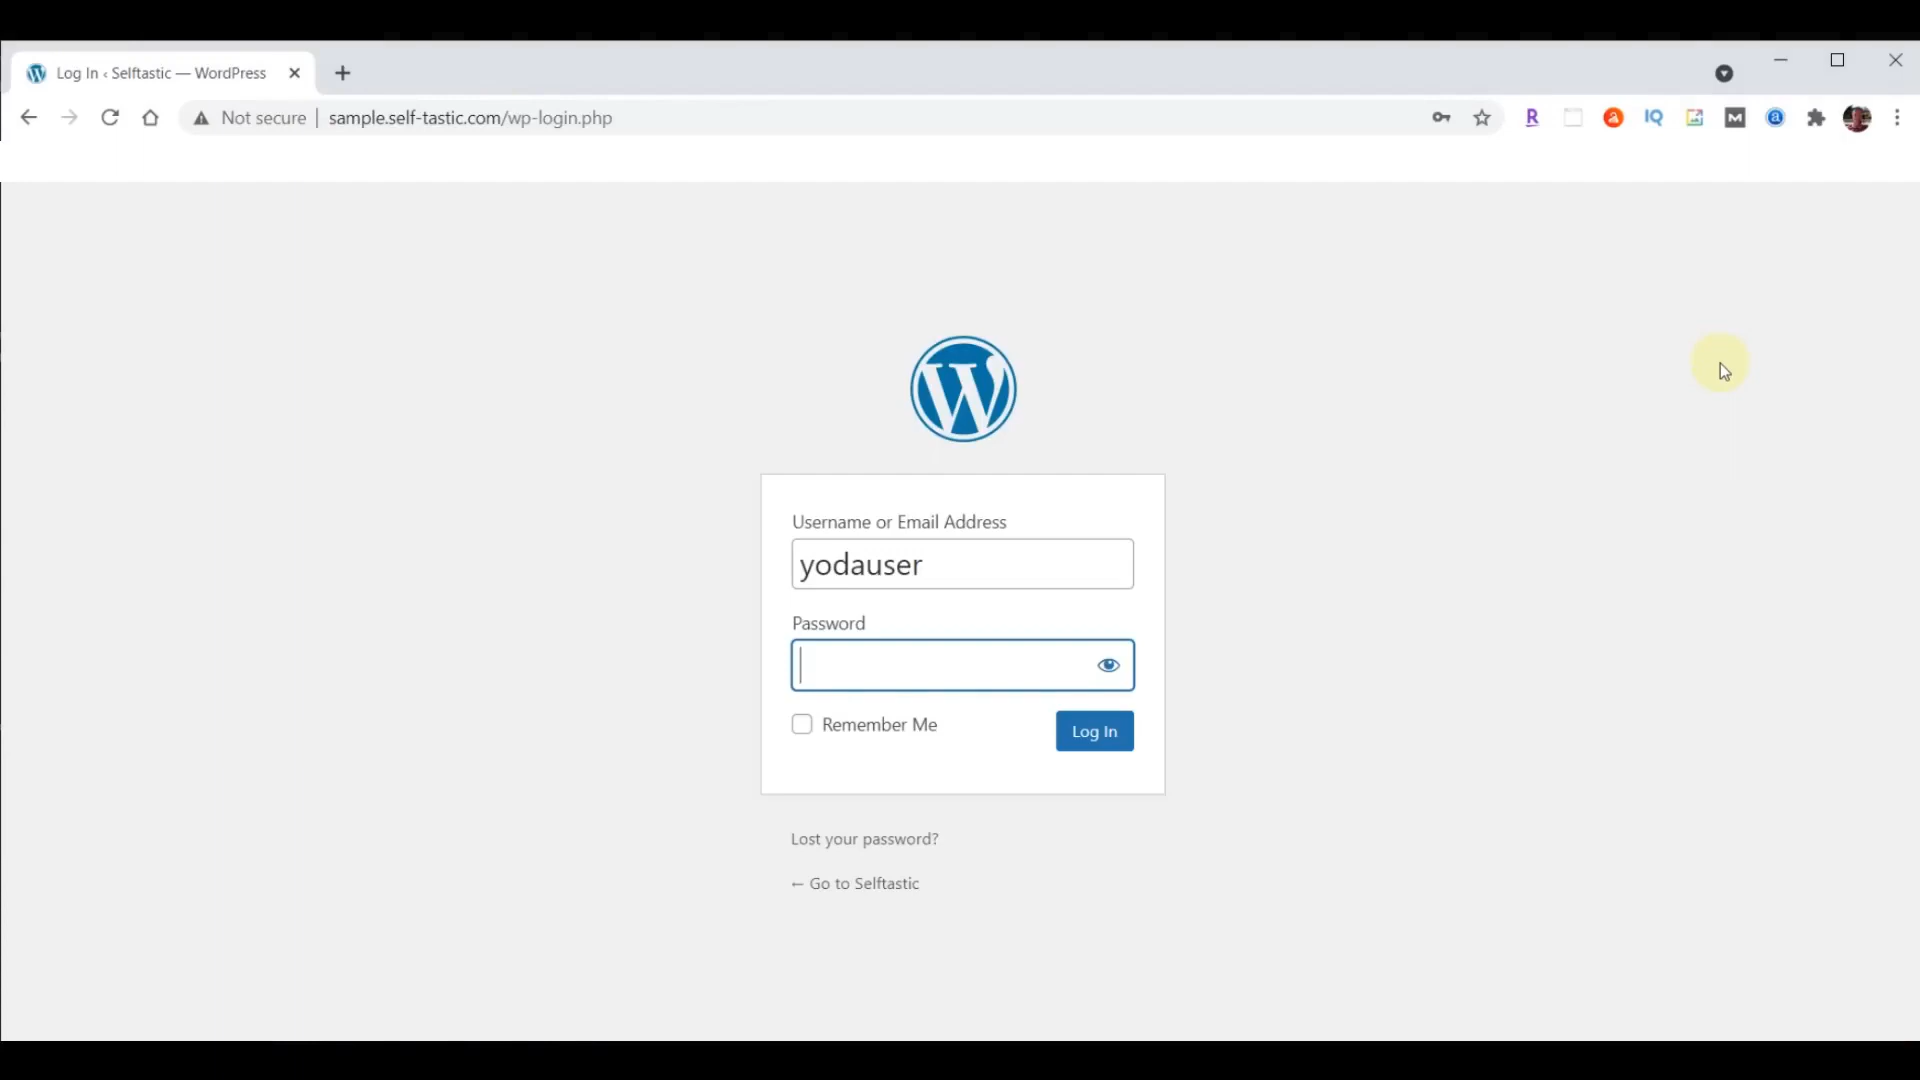 Log In ‹ Selftastic — WordPress
Not secure | sample.self-tastic.com/wp-login.php
Username or Email Address
yodauser
Password
Remember Me
Log In
Lost your password?
← Go to Selftastic